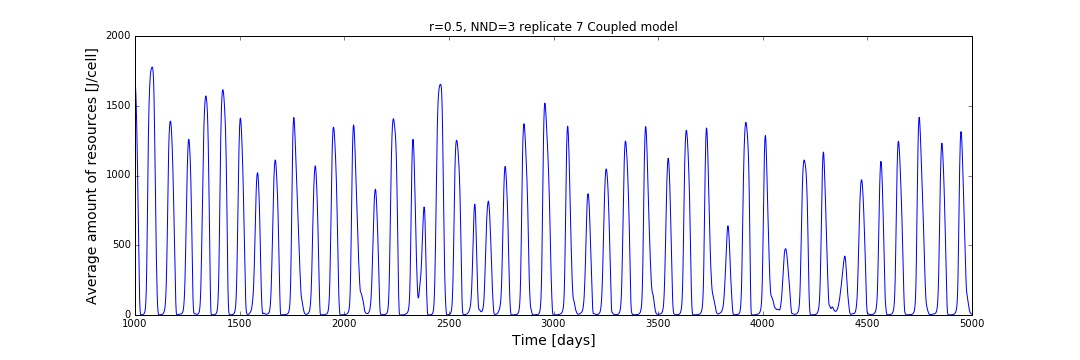 r=0.5, NND=3 replicate 7 Coupled model
Average amount of resources [J/cell]
2000
1500
1000
500
0
1000 1500 2000 2500 3000 3500 4000 4500 5000
Time [days]